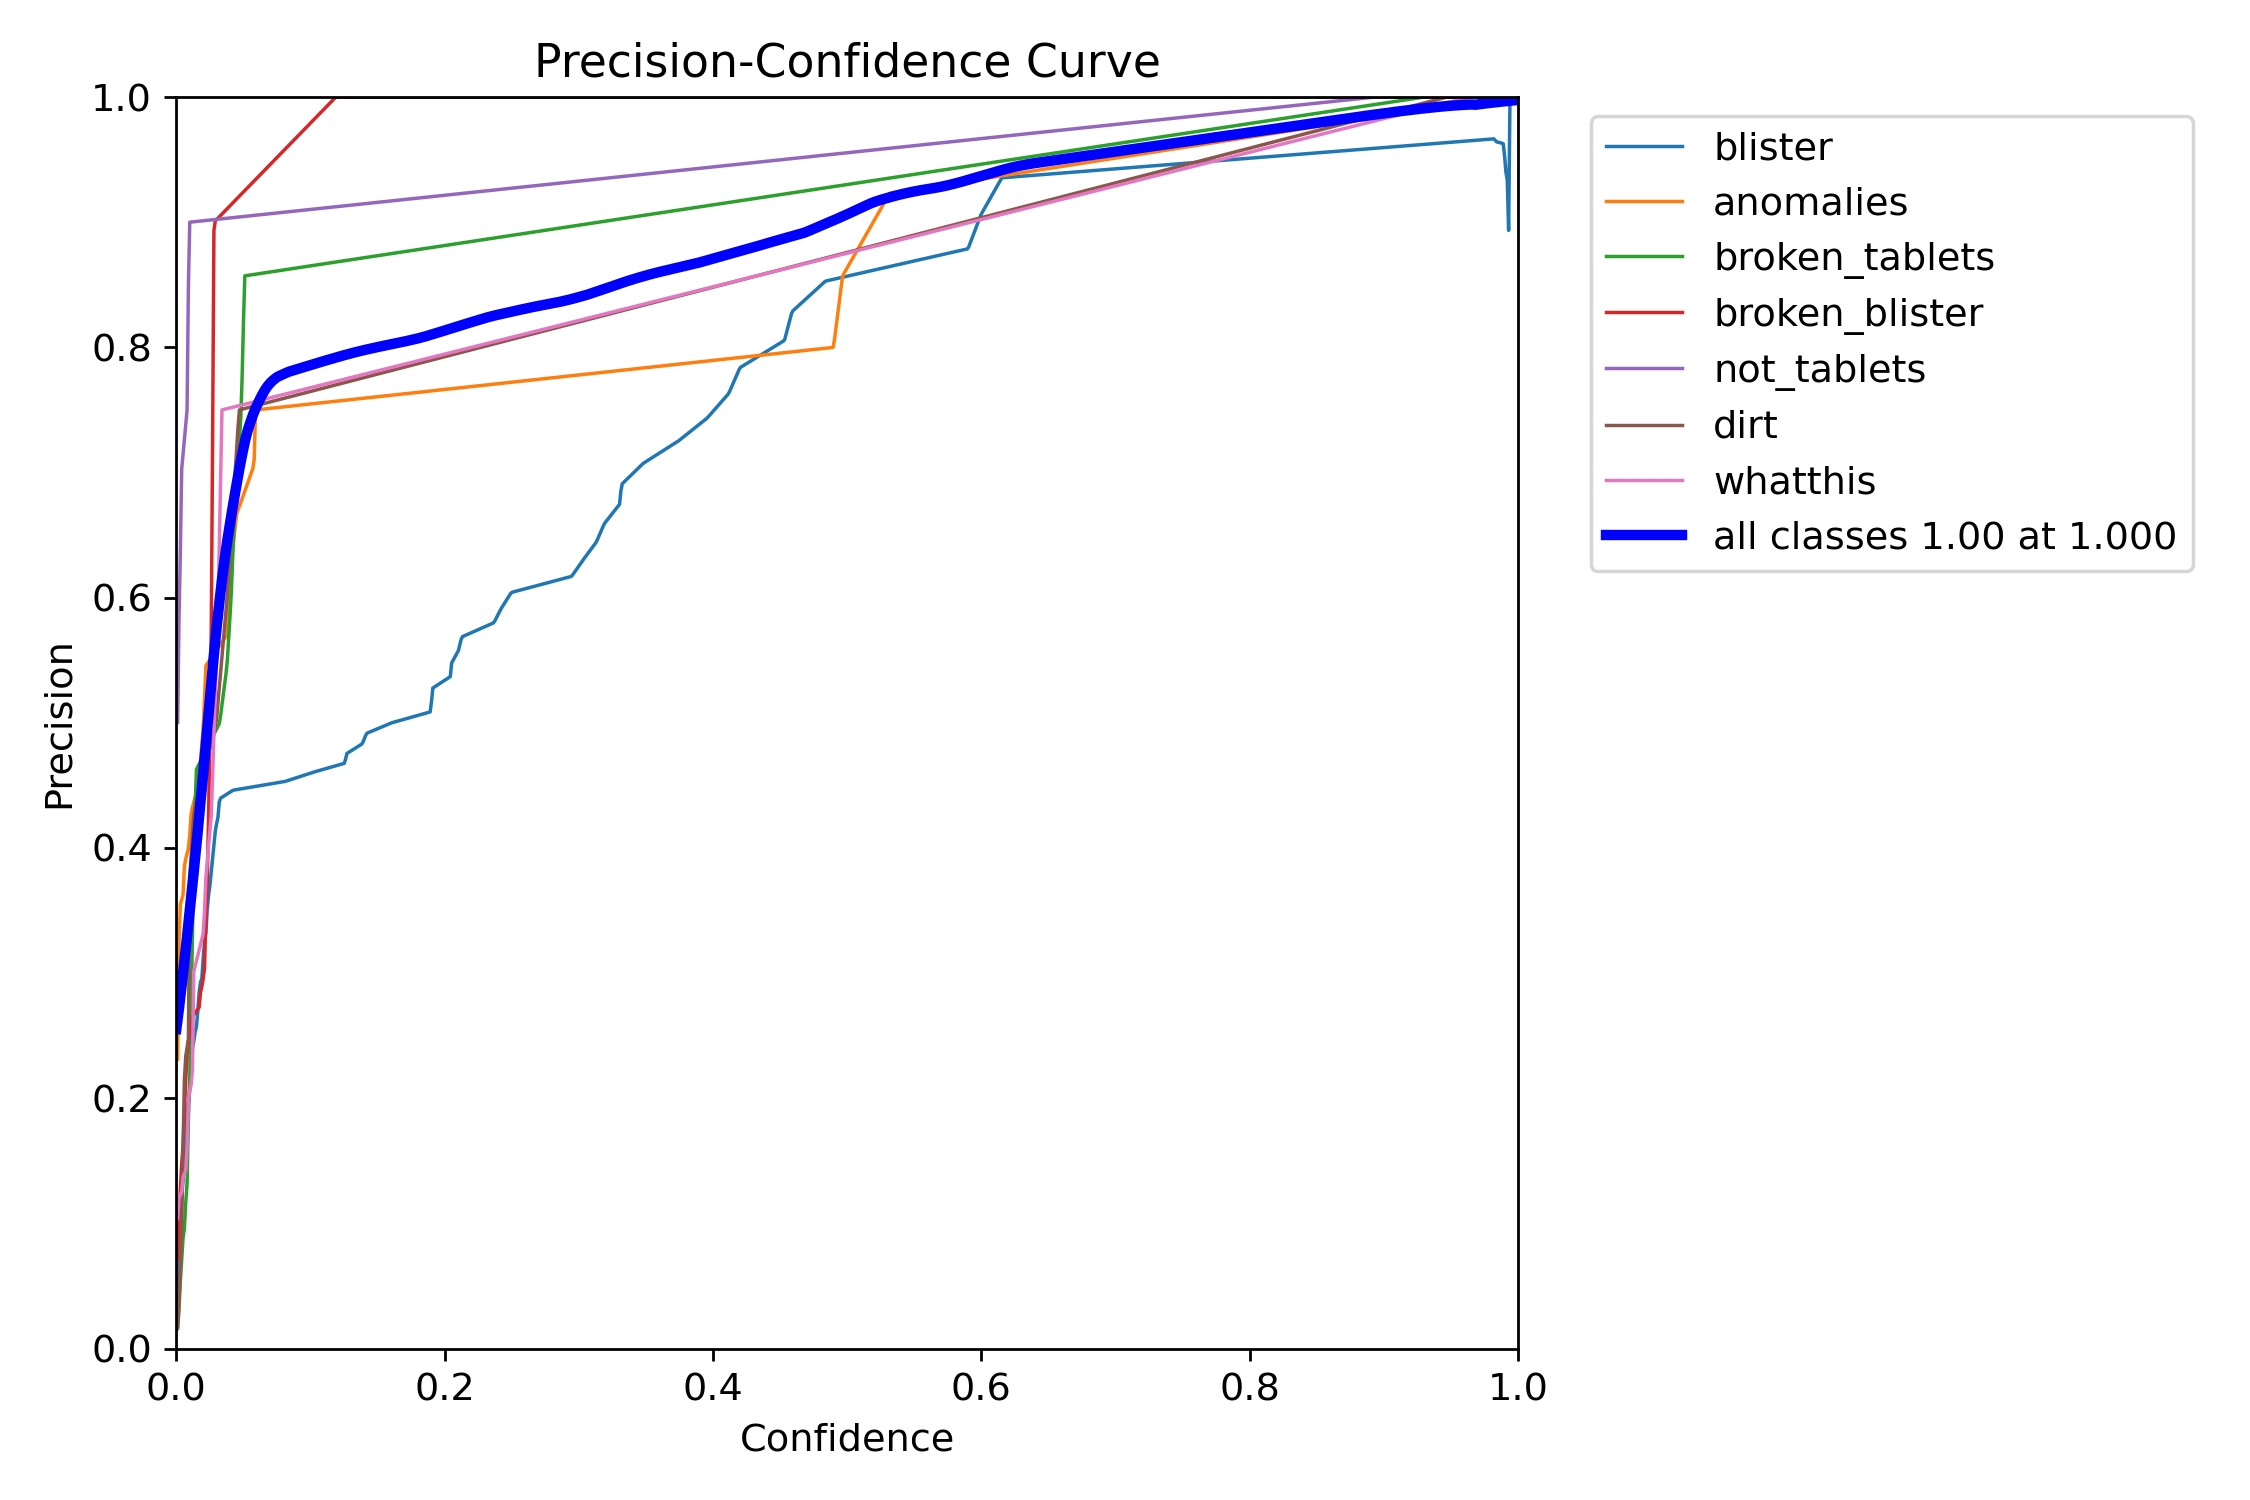 Precision-Confidence Curve
1.0
0.8
0.6
0.4
0.2
0.0
Precision
0.0 0.2 0.4 0.6 0.8 1.0
Confidence
blister
anomalies
broken_tablets
broken_blister
not_tablets
dirt
whatthis
all classes 1.00 at 1.000